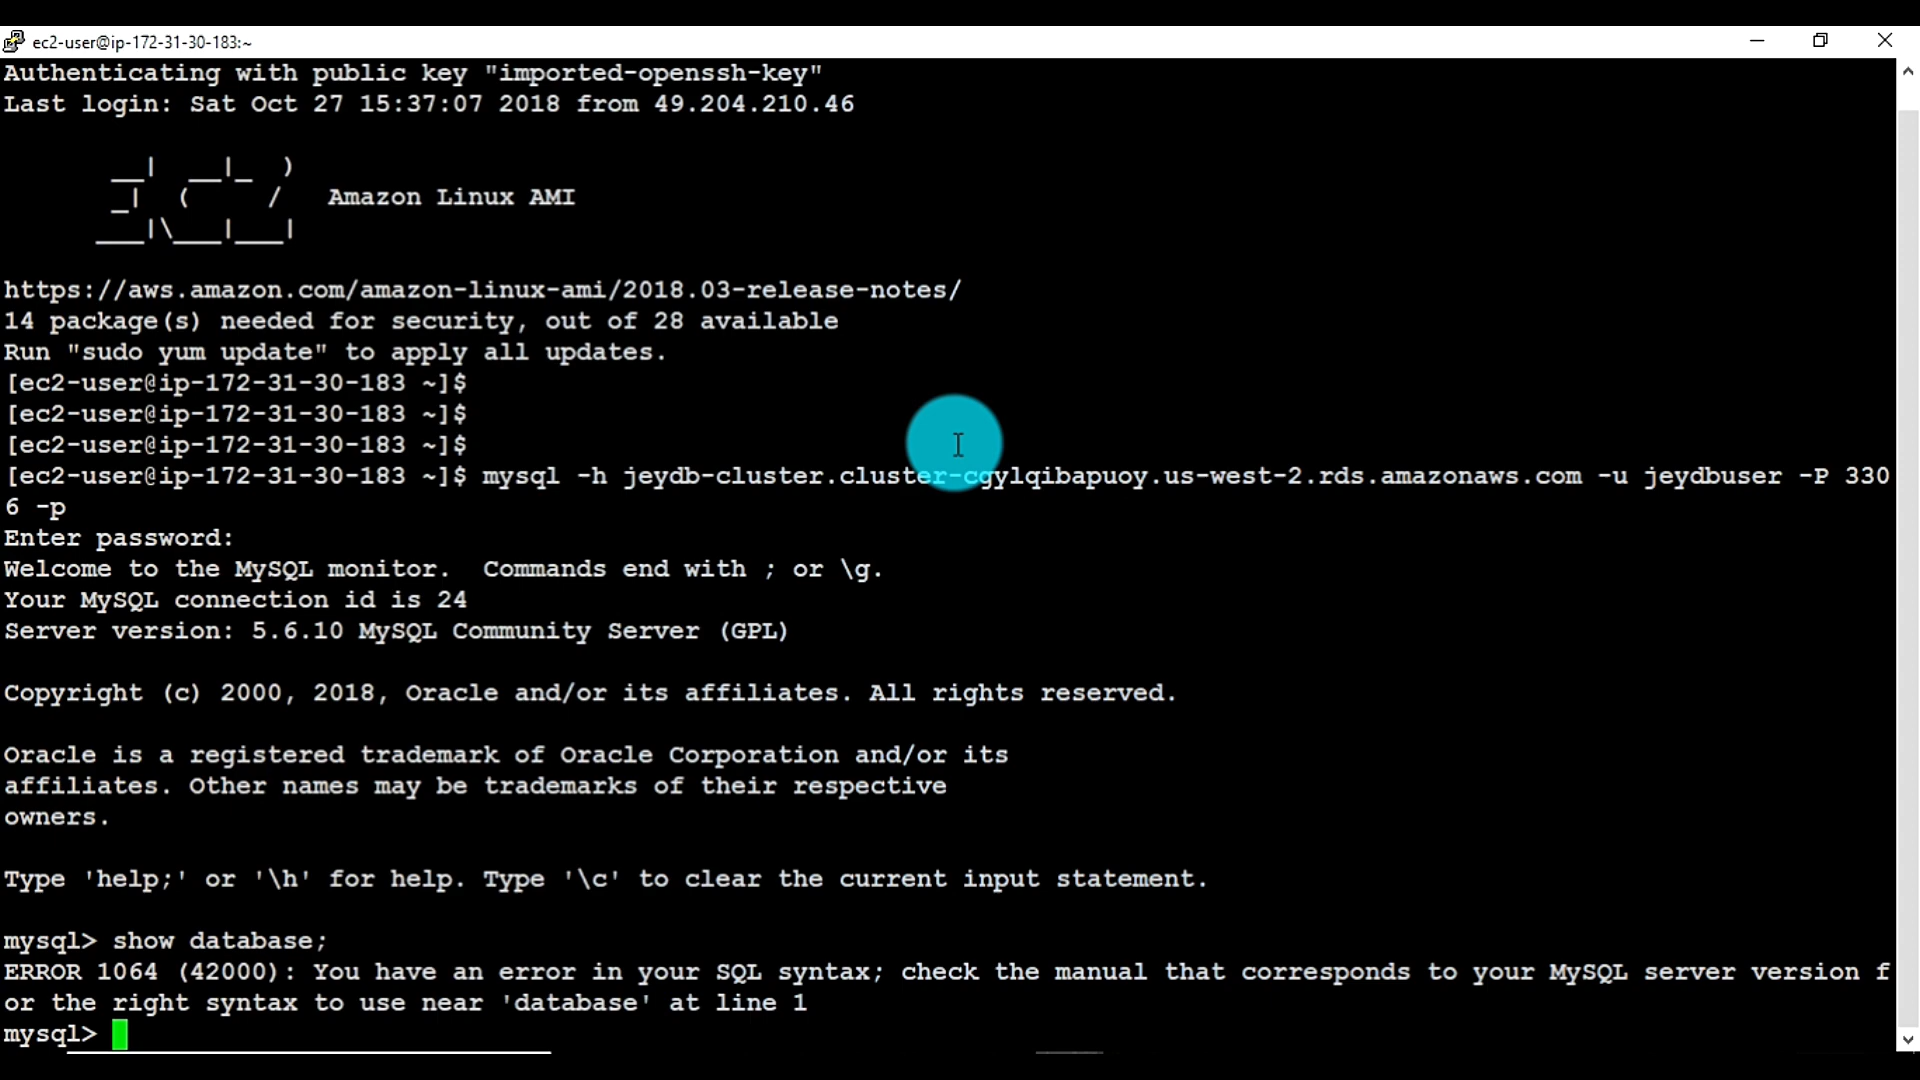 ec2-user@ip-172-31-30-183:~
Authenticating with public key "imported-openssh-key"
Last login: Sat Oct 27 15:37:07 2018 from 49.204.210.46
__|  __|_  )
_|  (     /   Amazon Linux AMI
___|\___|___|
https://aws.amazon.com/amazon-linux-ami/2018.03-release-notes/
14 package(s) needed for security, out of 28 available
Run "sudo yum update" to apply all updates.
[ec2-user@ip-172-31-30-183 ~]$
[ec2-user@ip-172-31-30-183 ~]$
[ec2-user@ip-172-31-30-183 ~]$
[ec2-user@ip-172-31-30-183 ~]$ mysql -h jeydb-cluster.cluster-cgylqibapuoy.us-west-2.rds.amazonaws.com -u jeydbuser -P 330
6 -p
Enter password:
Welcome to the MySQL monitor.  Commands end with ; or \g.
Your MySQL connection id is 24
Server version: 5.6.10 MySQL Community Server (GPL)
Copyright (c) 2000, 2018, Oracle and/or its affiliates. All rights reserved.
Oracle is a registered trademark of Oracle Corporation and/or its
affiliates. Other names may be trademarks of their respective
owners.
Type 'help;' or '\h' for help. Type '\c' to clear the current input statement.
mysql> show database;
ERROR 1064 (42000): You have an error in your SQL syntax; check the manual that corresponds to your MySQL server version f
or the right syntax to use near 'database' at line 1
mysql>